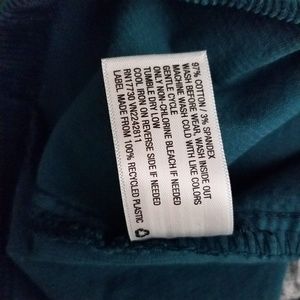 97% COTTON / 3% SPANDEX
WASH BEFORE WEAR, WASH INSIDE OUT
MACHINE WASH COLD WITH LIKE COLORS
GENTLE CYCLE
ONLY NON-CHLORINE BLEACH IF NEEDED
TUMBLE DRY LOW
COOL IRON ON REVERSE SIDE IF NEEDED
RN17730 VN2242811
LABEL MADE FROM 100% RECYCLED PLASTIC